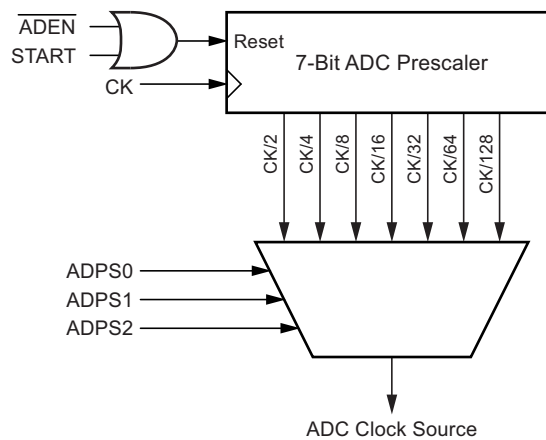 ADEN
START
CK
Reset
7-Bit ADC Prescaler
CK/2
CK/4
CK/8
CK/16
CK/32
CK/64
CK/128
ADPS0
ADPS1
ADPS2
ADC Clock Source